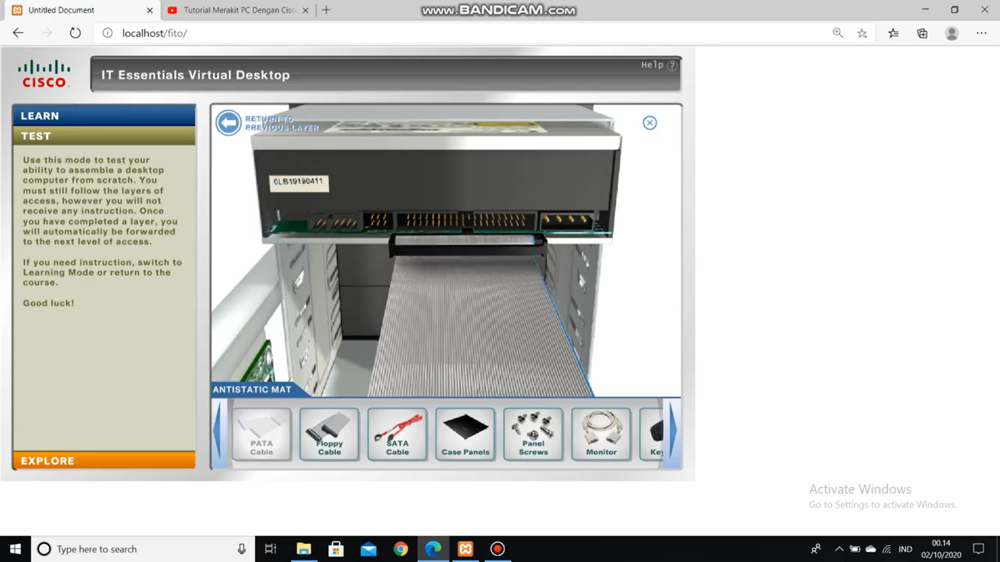 Untitled Document
Tutorial Merakit PC Dengan Cisc
www.BANDICAM.com
localhost/fito/
CISCO
IT Essentials Virtual Desktop
Help ?
LEARN
TEST
Use this mode to test your
ability to assemble a desktop
computer from scratch. You
must still follow the layers of
access, however you will not
receive any instruction. Once
you have completed a layer, you
will automatically be forwarded
to the next level of access.
If you need instruction, switch to
Learning Mode or return to the
course.
Good luck!
EXPLORE
RETURN TO
PREVIOUS LAYER
0LB19190411
ANTISTATIC MAT
PATA
Cable
Floppy
Cable
SATA
Cable
Case Panels
Panel
Screws
Monitor
Key
Activate Windows
Go to Settings to activate Windows.
Type here to search
IND
00.14
02/10/2020